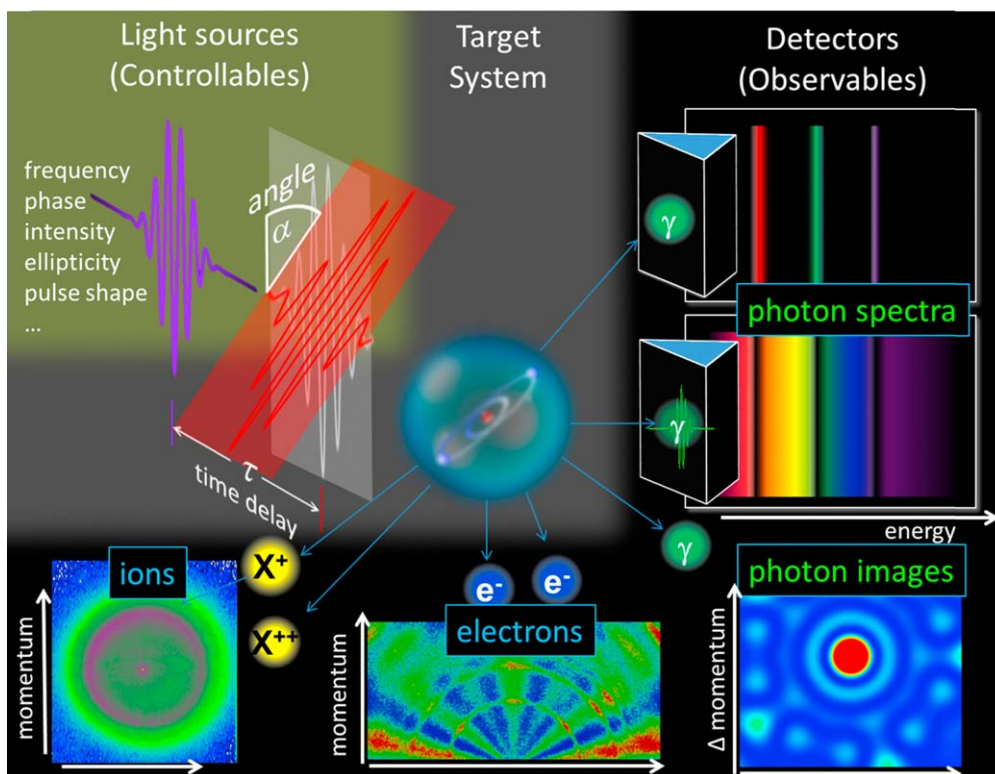 Light sources
(Controllables)
Target
System
Detectors
(Observables)
frequency
phase
intensity
ellipticity
pulse shape
...
angle
α
τ
time delay
γ
photon spectra
γ
energy
γ
ions
X+
X++
momentum
e-
e-
electrons
momentum
photon images
Δ momentum